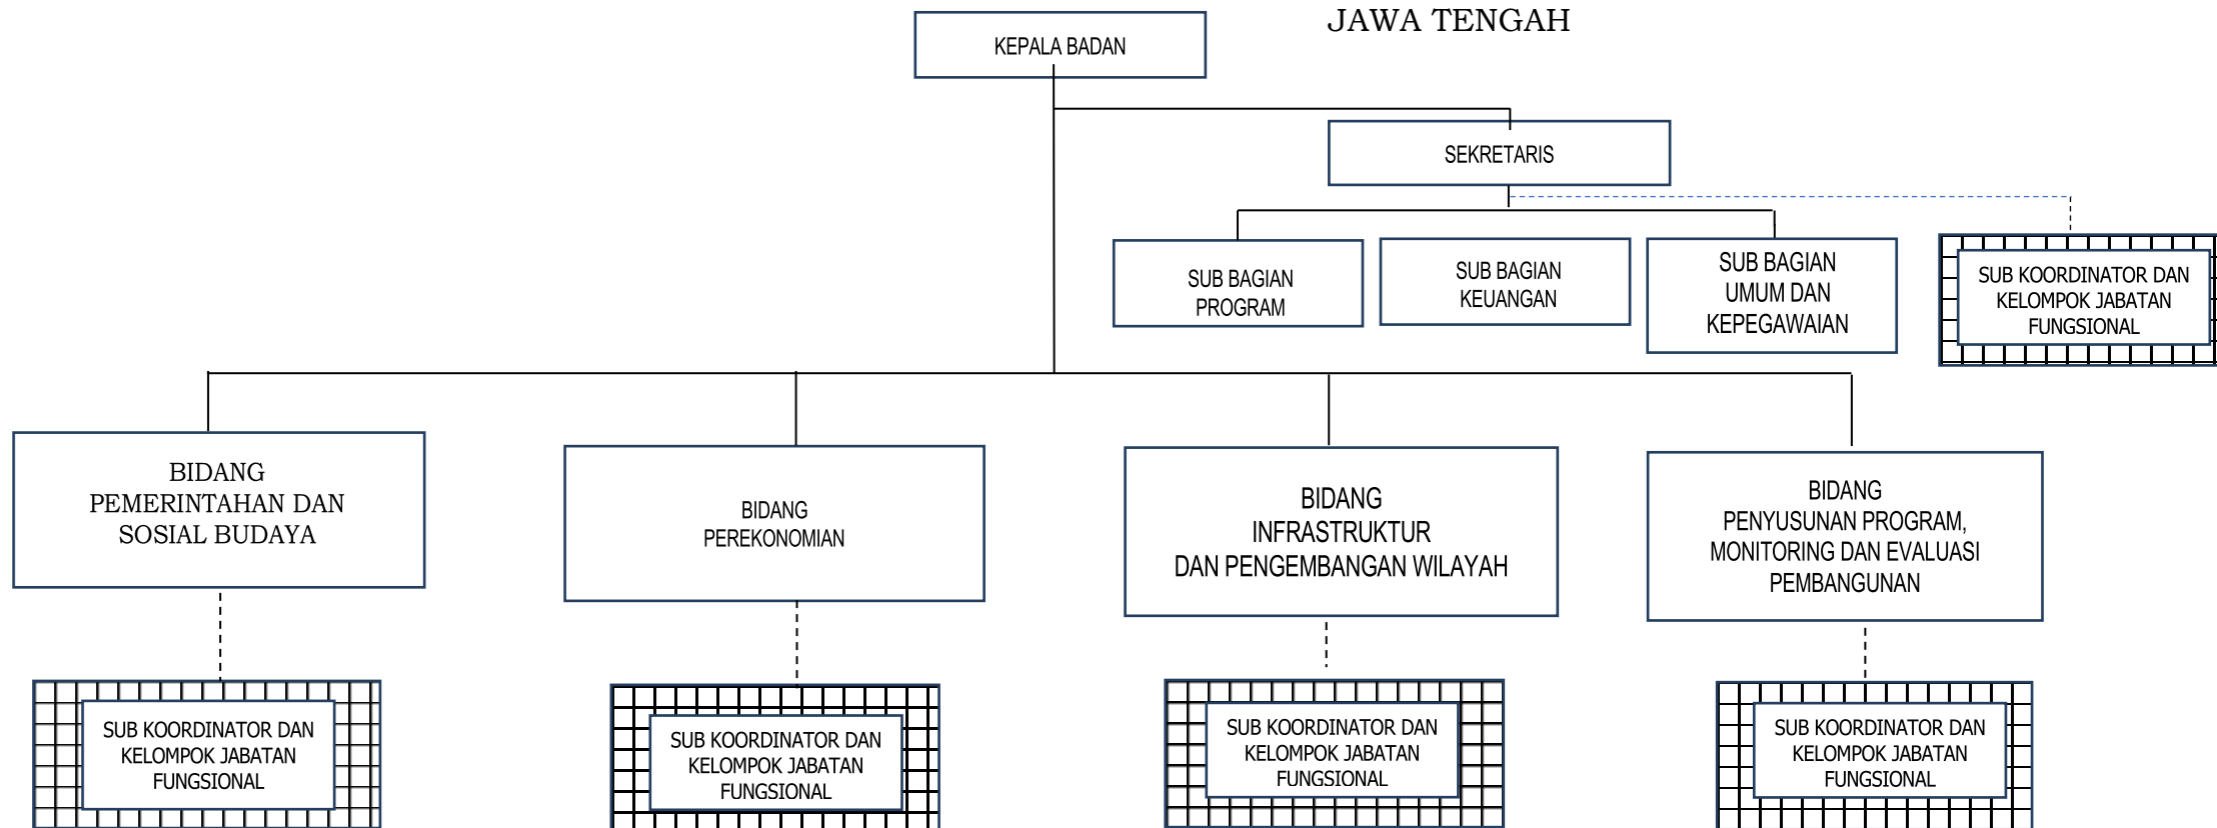 JAWA TENGAH
KEPALA BADAN
SEKRETARIS
SUB BAGIAN
PROGRAM
SUB BAGIAN
KEUANGAN
SUB BAGIAN
UMUM DAN
KEPEGAWAIAN
SUB KOORDINATOR DAN
KELOMPOK JABATAN
FUNGSIONAL
BIDANG
PEMERINTAHAN DAN
SOSIAL BUDAYA
BIDANG
PEREKONOMIAN
BIDANG
INFRASTRUKTUR
DAN PENGEMBANGAN WILAYAH
BIDANG
PENYUSUNAN PROGRAM,
MONITORING DAN EVALUASI
PEMBANGUNAN
SUB KOORDINATOR DAN
KELOMPOK JABATAN
FUNGSIONAL
SUB KOORDINATOR DAN
KELOMPOK JABATAN
FUNGSIONAL
SUB KOORDINATOR DAN
KELOMPOK JABATAN
FUNGSIONAL
SUB KOORDINATOR DAN
KELOMPOK JABATAN
FUNGSIONAL